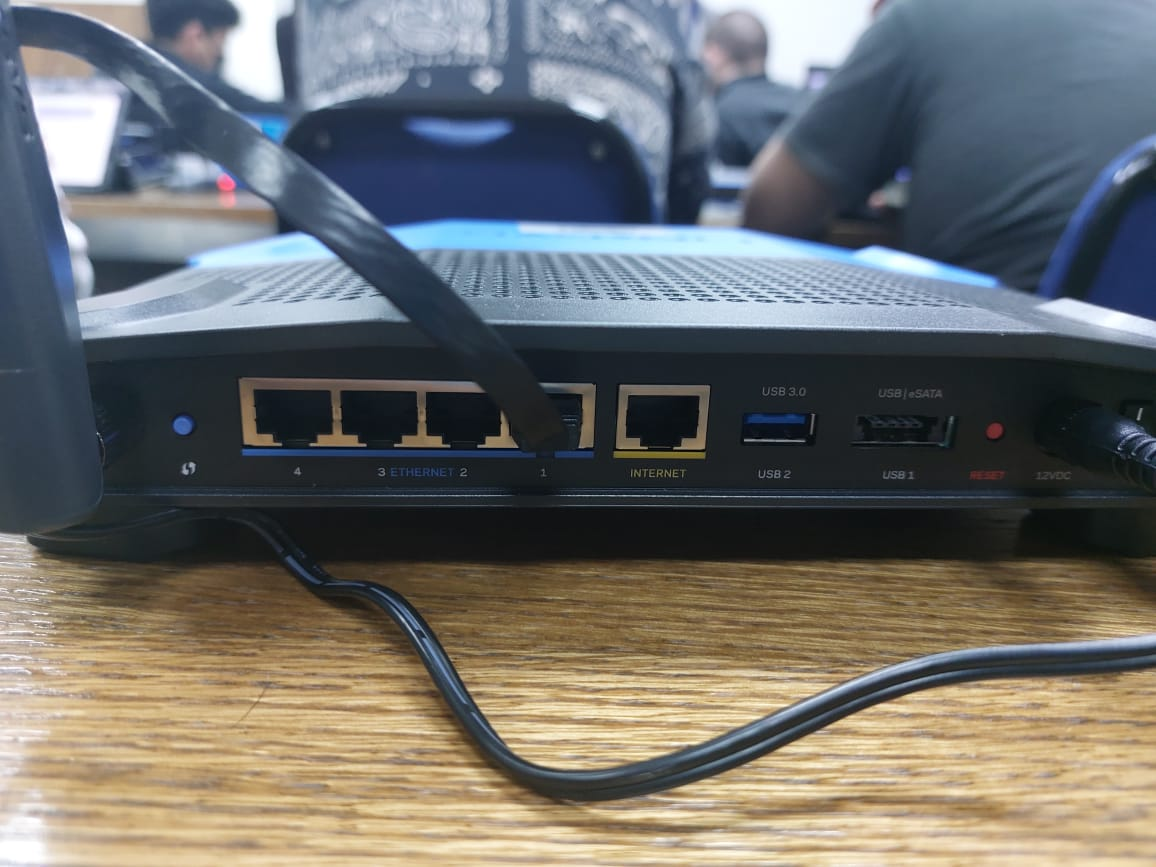 USB 3.0
USB | eSATA
4
3 ETHERNET 2
1
INTERNET
USB 2
USB 1
RESET
12VDC